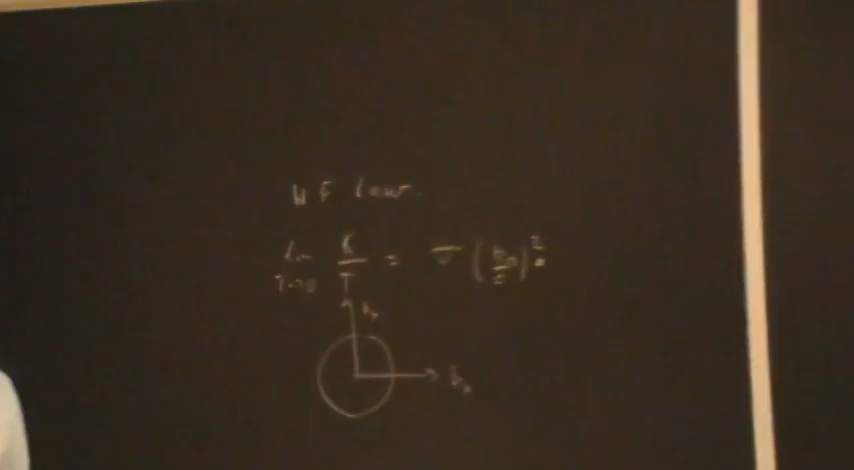 WF law.
lim T→0 K/T = σ (k_B/e)^2
k_y
k_x